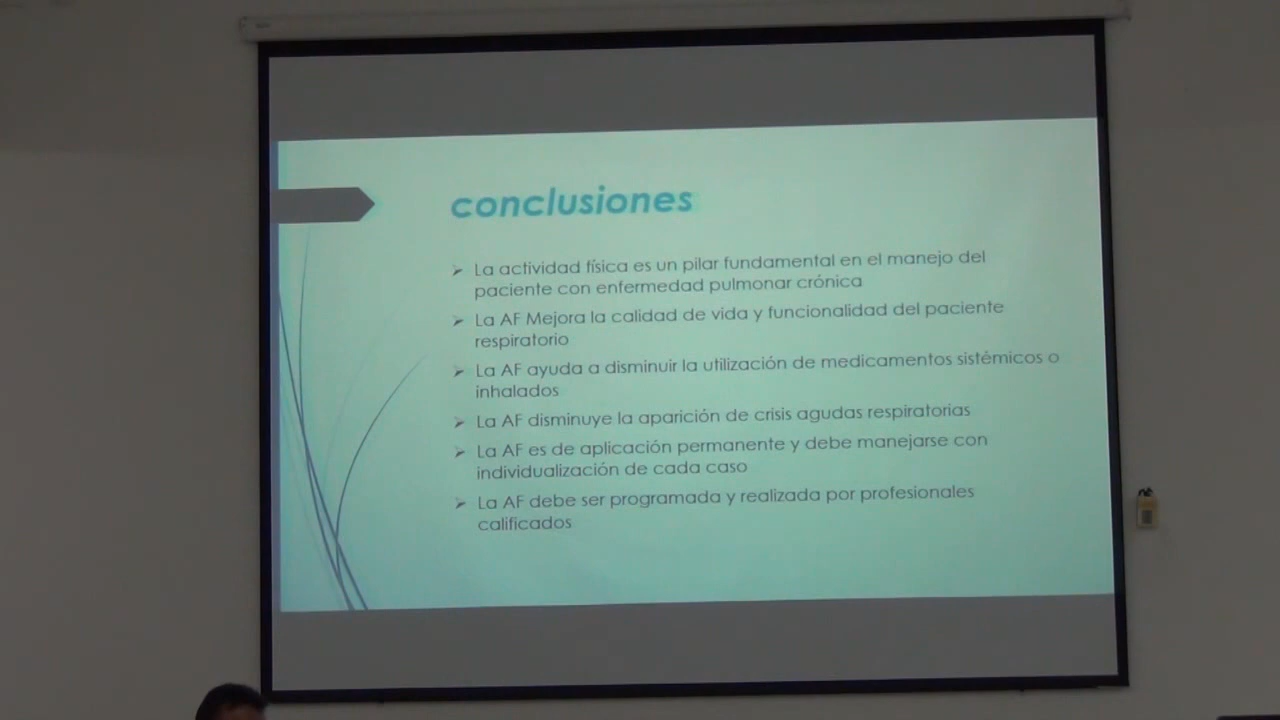 conclusiones
➢ La actividad física es un pilar fundamental en el manejo del
paciente con enfermedad pulmonar crónica
➢ La AF Mejora la calidad de vida y funcionalidad del paciente
respiratorio
➢ La AF ayuda a disminuir la utilización de medicamentos sistémicos o
inhalados
➢ La AF disminuye la aparición de crisis agudas respiratorias
➢ La AF es de aplicación permanente y debe manejarse con
individualización de cada caso
➢ La AF debe ser programada y realizada por profesionales
calificados